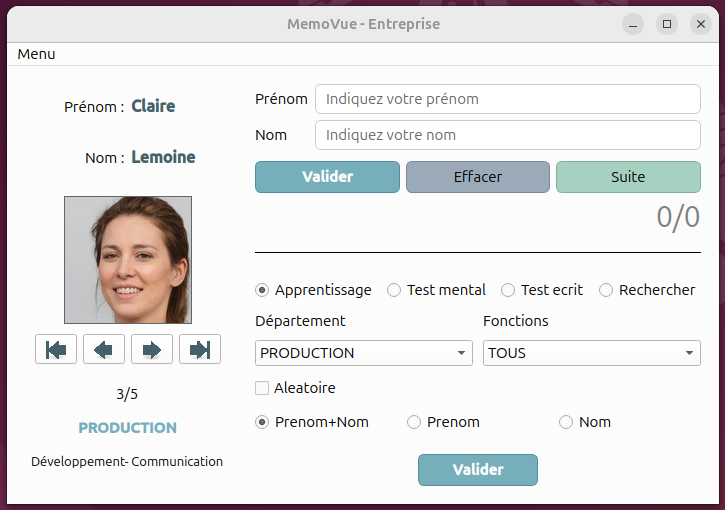 MemoVue - Entreprise
Menu
Prénom : Claire
Nom : Lemoine
3/5
PRODUCTION
Développement- Communication
Prénom Indiquez votre prénom
Nom Indiquez votre nom
Valider Effacer Suite
0/0
Apprentissage Test mental Test ecrit Rechercher
Département Fonctions
PRODUCTION TOUS
Aleatoire
Prenom+Nom Prenom Nom
Valider